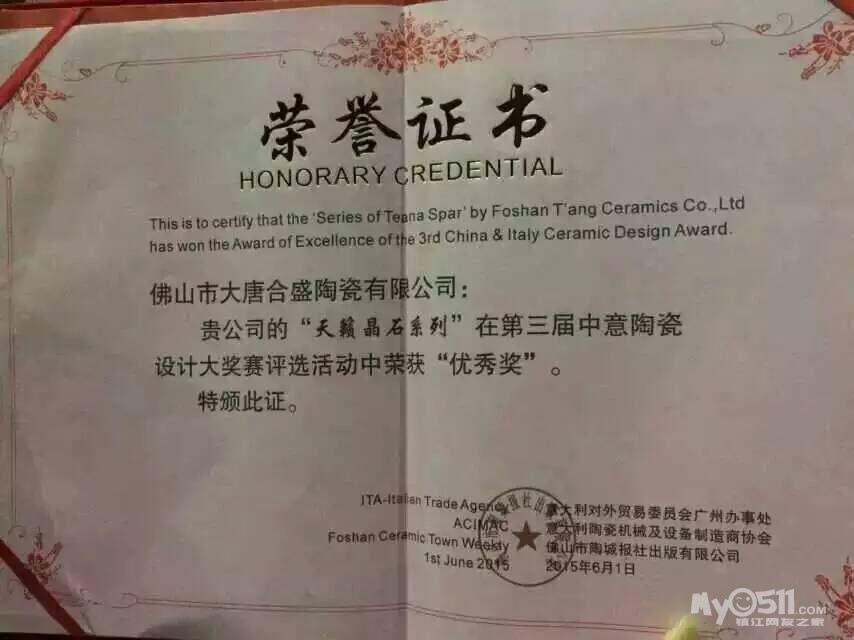 荣誉证书
HONORARY CREDENTIAL
This is to certify that the 'Series of Teana Spar' by Foshan T'ang Ceramics Co.,Ltd
has won the Award of Excellence of the 3rd China & Italy Ceramic Design Award.
佛山市大唐合盛陶瓷有限公司：
贵公司的“天籁晶石系列”在第三届中意陶瓷
设计大奖赛评选活动中荣获“优秀奖”。
特颁此证。
ITA-Italian Trade Agency 意大利对外贸易委员会广州办事处
ACIMAC 意大利陶瓷机械及设备制造商协会
Foshan Ceramic Town Weekly 佛山市陶城报社出版有限公司
1st June 2015 2015年6月1日
报社出
My0511.com
镇江网友之家